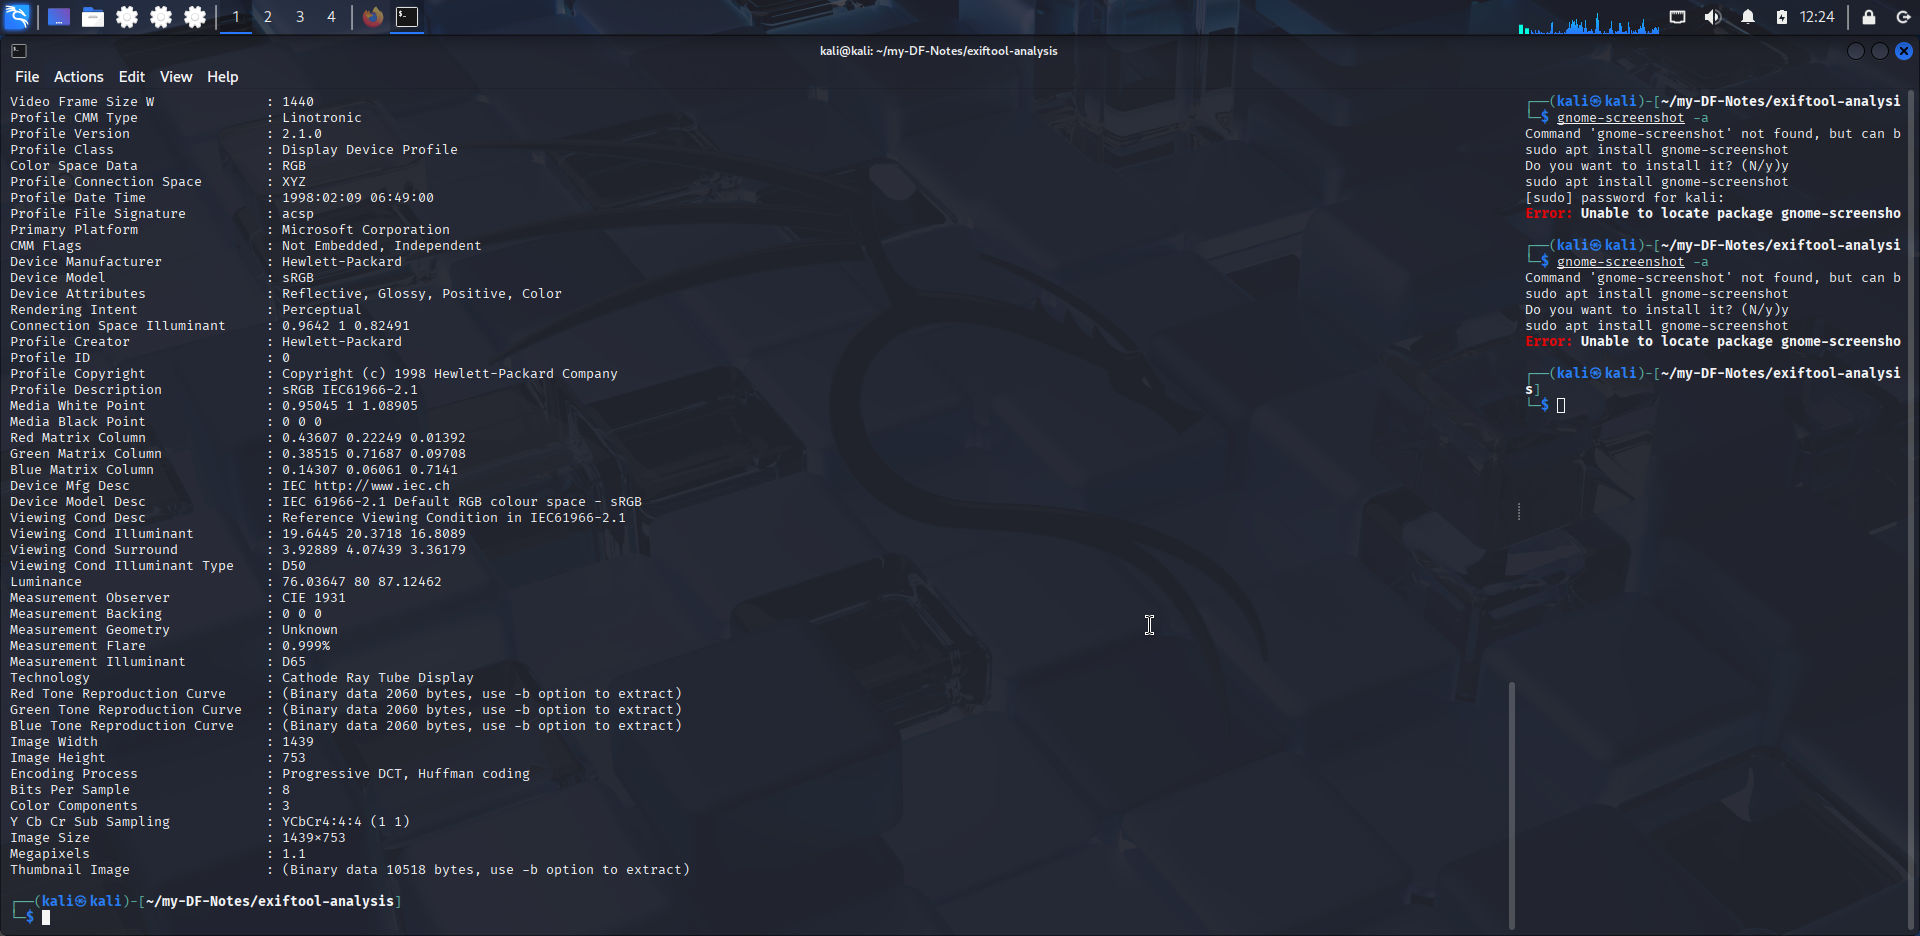 1 2 3 4 12:24
kali@kali: ~/my-DF-Notes/exiftool-analysis
File Actions Edit View Help
Video Frame Size W : 1440
Profile CMM Type : Linotronic
Profile Version : 2.1.0
Profile Class : Display Device Profile
Color Space Data : RGB
Profile Connection Space : XYZ
Profile Date Time : 1998:02:09 06:49:00
Profile File Signature : acsp
Primary Platform : Microsoft Corporation
CMM Flags : Not Embedded, Independent
Device Manufacturer : Hewlett-Packard
Device Model : sRGB
Device Attributes : Reflective, Glossy, Positive, Color
Rendering Intent : Perceptual
Connection Space Illuminant : 0.9642 1 0.82491
Profile Creator : Hewlett-Packard
Profile ID : 0
Profile Copyright : Copyright (c) 1998 Hewlett-Packard Company
Profile Description : sRGB IEC61966-2.1
Media White Point : 0.95045 1 1.08905
Media Black Point : 0 0 0
Red Matrix Column : 0.43607 0.22249 0.01392
Green Matrix Column : 0.38515 0.71687 0.09708
Blue Matrix Column : 0.14307 0.06061 0.7141
Device Mfg Desc : IEC http://www.iec.ch
Device Model Desc : IEC 61966-2.1 Default RGB colour space - sRGB
Viewing Cond Desc : Reference Viewing Condition in IEC61966-2.1
Viewing Cond Illuminant : 19.6445 20.3718 16.8089
Viewing Cond Surround : 3.92889 4.07439 3.36179
Viewing Cond Illuminant Type : D50
Luminance : 76.03647 80 87.12462
Measurement Observer : CIE 1931
Measurement Backing : 0 0 0
Measurement Geometry : Unknown
Measurement Flare : 0.999%
Measurement Illuminant : D65
Technology : Cathode Ray Tube Display
Red Tone Reproduction Curve : (Binary data 2060 bytes, use -b option to extract)
Green Tone Reproduction Curve : (Binary data 2060 bytes, use -b option to extract)
Blue Tone Reproduction Curve : (Binary data 2060 bytes, use -b option to extract)
Image Width : 1439
Image Height : 753
Encoding Process : Progressive DCT, Huffman coding
Bits Per Sample : 8
Color Components : 3
Y Cb Cr Sub Sampling : YCbCr4:4:4 (1 1)
Image Size : 1439×753
Megapixels : 1.1
Thumbnail Image : (Binary data 10518 bytes, use -b option to extract)
┌──(kali㉿kali)-[~/my-DF-Notes/exiftool-analysis]
└─$
┌──(kali㉿kali)-[~/my-DF-Notes/exiftool-analysi
└─$ gnome-screenshot -a
Command 'gnome-screenshot' not found, but can b
sudo apt install gnome-screenshot
Do you want to install it? (N/y)y
sudo apt install gnome-screenshot
[sudo] password for kali:
Error: Unable to locate package gnome-screensho
┌──(kali㉿kali)-[~/my-DF-Notes/exiftool-analysi
└─$ gnome-screenshot -a
Command 'gnome-screenshot' not found, but can b
sudo apt install gnome-screenshot
Do you want to install it? (N/y)y
sudo apt install gnome-screenshot
Error: Unable to locate package gnome-screensho
┌──(kali㉿kali)-[~/my-DF-Notes/exiftool-analysi
s]
└─$